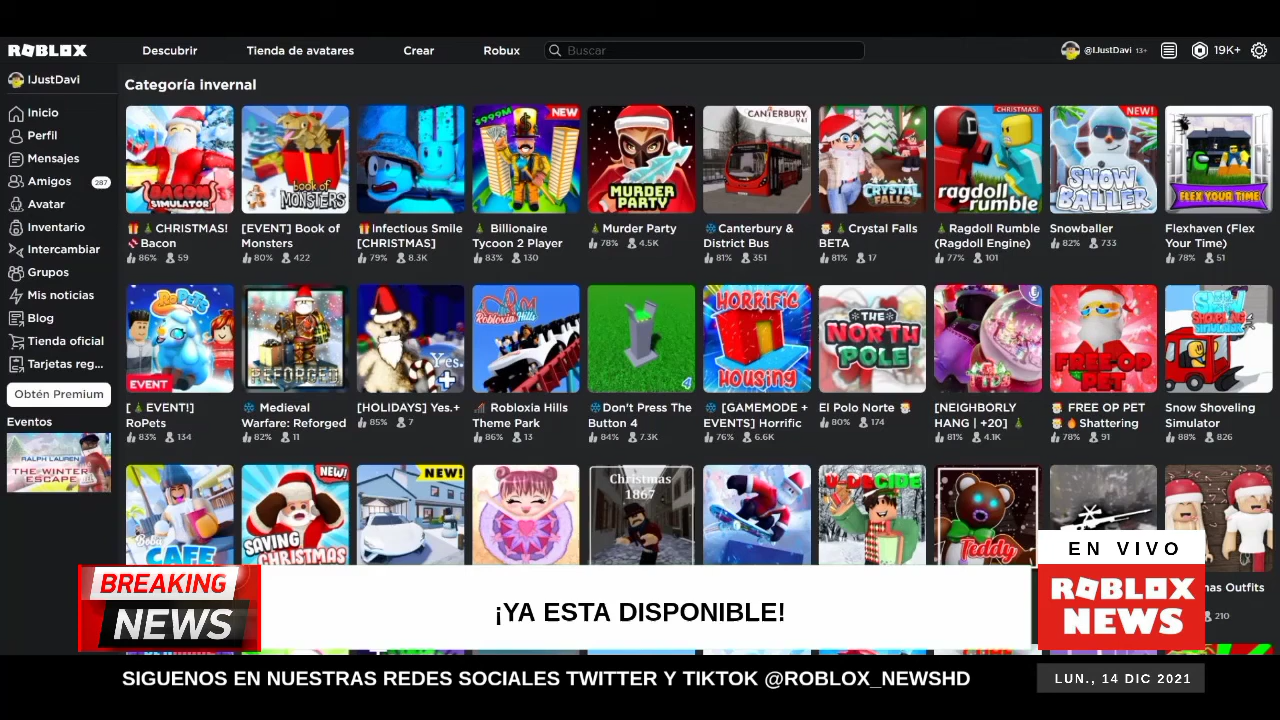 ROBLOX Descubrir Tienda de avatares Crear Robux Buscar @IJustDavi 13+ 19K+
IJustDavi
Categoría invernal
Inicio
Perfil
Mensajes
Amigos 287
Avatar
Inventario
Intercambiar
Grupos
Mis noticias
Blog
Tienda oficial
Tarjetas reg...
Obtén Premium
Eventos
RALPH LAUREN
THE WINTER
ESCAPE
BACON
SIMULATOR
book of
MONSTERS
$999M
NEW
MURDER
PARTY
CANTERBURY
V4.1
CRYSTAL
FALLS
CHRISTMAS!
ragdoll
rumble
NEW!
SNOW
BALLER
FLEX YOUR TIME!
🎁🎄CHRISTMAS!
Bacon
86% 59
[EVENT] Book of
Monsters
80% 422
🎁Infectious Smile
[CHRISTMAS]
79% 8.3K
🎄 Billionaire
Tycoon 2 Player
83% 130
🎄Murder Party
78% 4.5K
❄️Canterbury &
District Bus
81% 351
🎅🎄Crystal Falls
BETA
81% 17
🎄Ragdoll Rumble
(Ragdoll Engine)
77% 101
Snowballer
82% 733
Flexhaven (Flex
Your Time)
78% 51
RoPets
EVENT
REFORGED
Yes.
+
Robloxia Hills
4
HORRIFIC
HOUSING
THE
NORTH
POLE
FREE OP
PET
SNOW
SHOVELING
SIMULATOR
[🎄EVENT!]
RoPets
83% 134
❄️ Medieval
Warfare: Reforged
82% 11
[HOLIDAYS] Yes.+
85% 7
🎢 Robloxia Hills
Theme Park
86% 13
❄️Don't Press The
Button 4
84% 7.3K
❄️ [GAMEMODE +
EVENTS] Horrific
76% 6.6K
El Polo Norte 🎅
80% 174
[NEIGHBORLY
HANG | +20] 🎄
81% 4.1K
🎅 FREE OP PET
🎅🔥Shattering
78% 91
Snow Shoveling
Simulator
88% 826
Boba
CAFE
NEW!
SAVING
CHRISTMAS
NEW!
Christmas
1867
U-DECIDE
Teddy
mas Outfits
210
EN VIVO
BREAKING
NEWS
¡YA ESTA DISPONIBLE!
ROBLOX
NEWS
SIGUENOS EN NUESTRAS REDES SOCIALES TWITTER Y TIKTOK @ROBLOX_NEWSHD
LUN., 14 DIC 2021